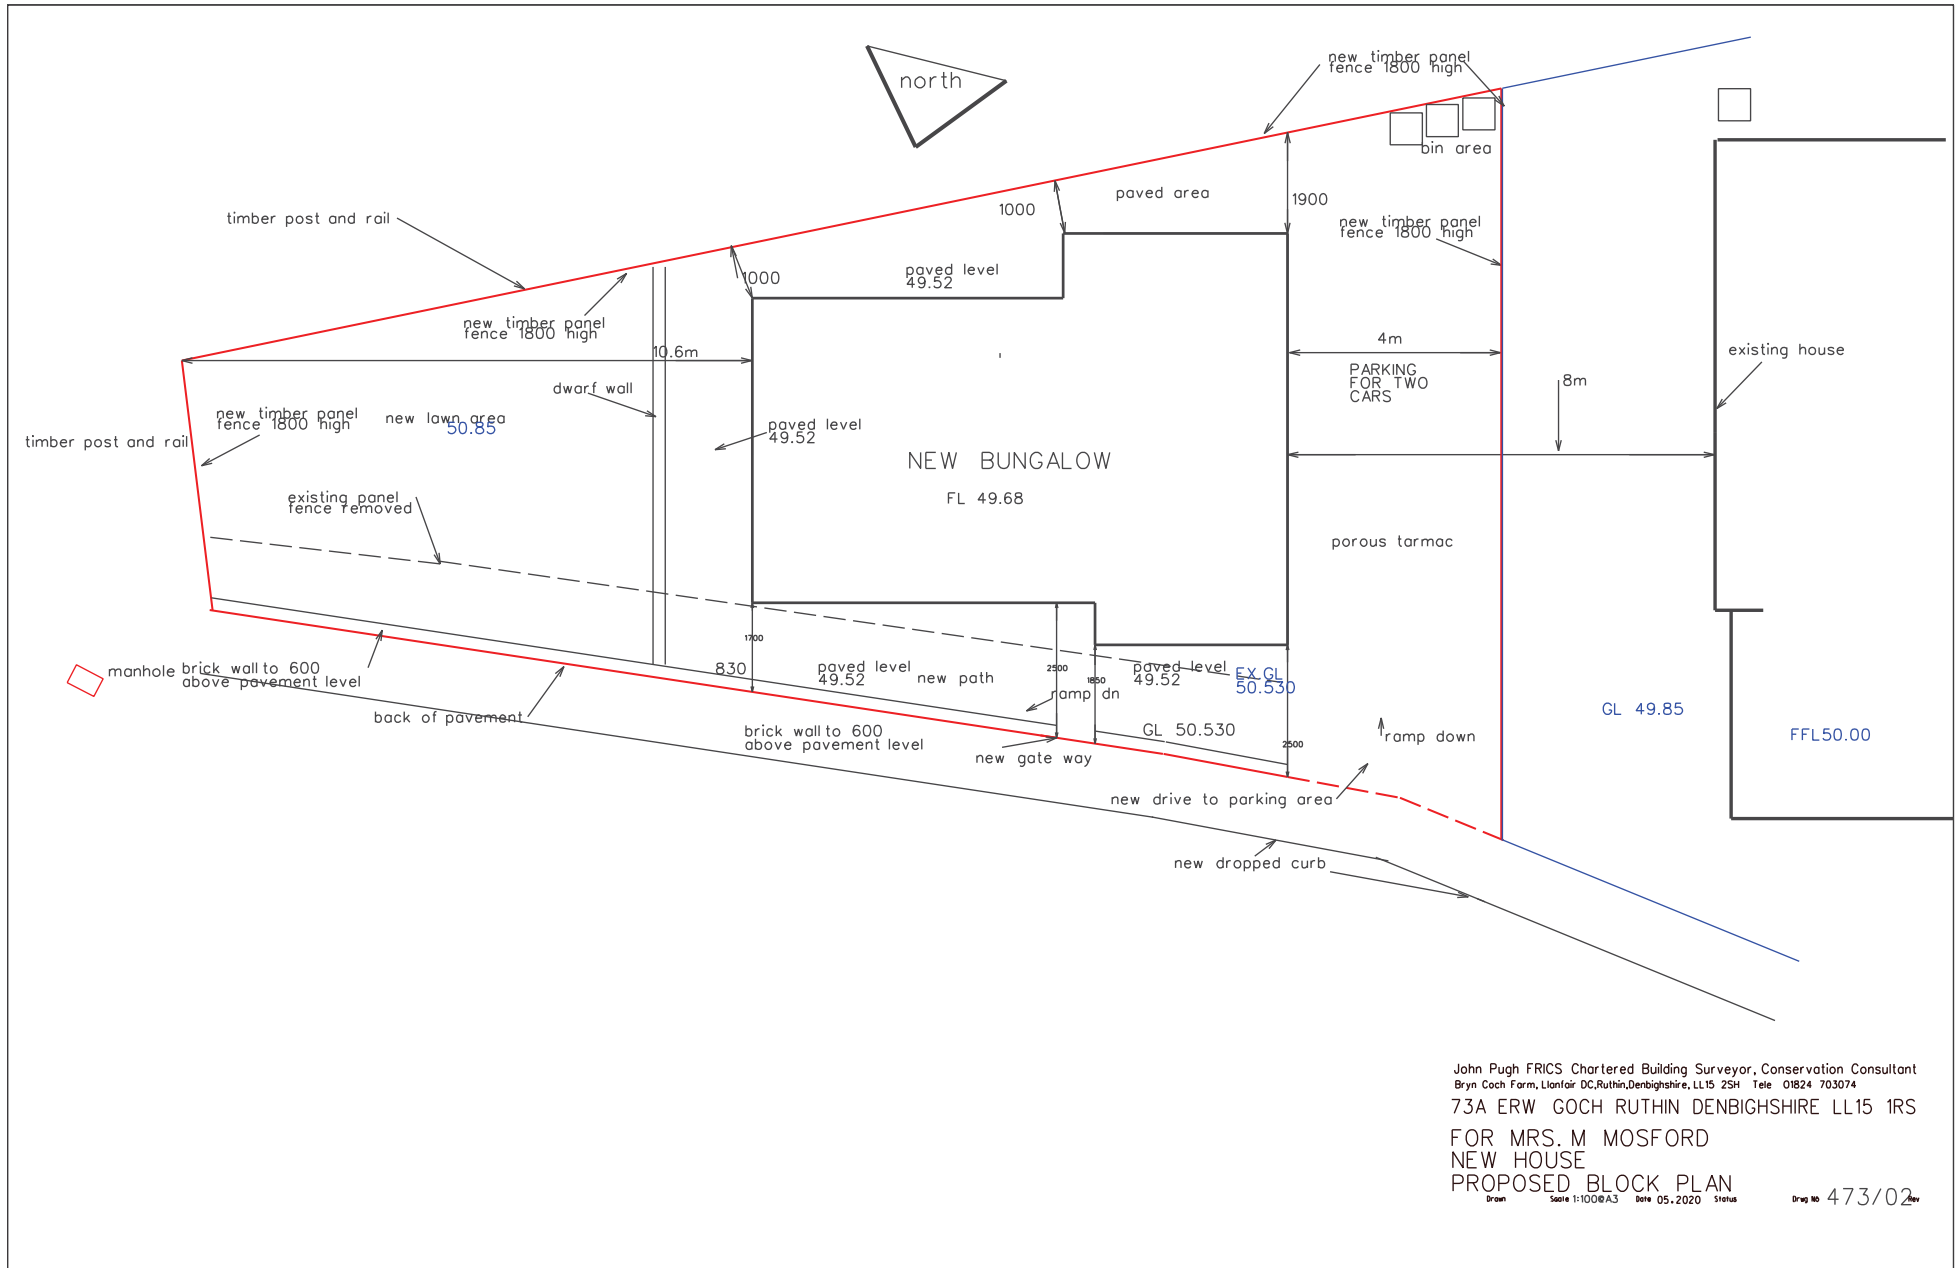 new timber panel
fence 1800 high
north
bin area
paved area
1000
1900
timber post and rail
new timber panel
fence 1800 high
1000
paved level
49.52
new timber panel
fence 1800 high
4m
10.6m
existing house
PARKING
FOR TWO
CARS
8m
dwarf wall
new timber panel
fence 1800 high
new lawn area
50.85
paved level
49.52
timber post and rail
NEW BUNGALOW
FL 49.68
existing panel
fence removed
porous tarmac
1700
830
paved level
49.52
new path
2500
1850
paved level
49.52
EX GL
50.530
manhole
brick wall to 600
above pavement level
ramp dn
back of pavement
GL 49.85
brick wall to 600
above pavement level
GL 50.530
2500
ramp down
FFL50.00
new gate way
new drive to parking area
new dropped curb
John Pugh FRICS Chartered Building Surveyor, Conservation Consultant
Bryn Coch Farm, Llanfair DC,Ruthin,Denbighshire, LL15 2SH Tele 01824 703074
73A ERW GOCH RUTHIN DENBIGHSHIRE LL15 1RS
FOR MRS. M MOSFORD
NEW HOUSE
PROPOSED BLOCK PLAN
Drawn Scale 1:100@A3 Date 05.2020 Status Drwg No 473/02 Rev